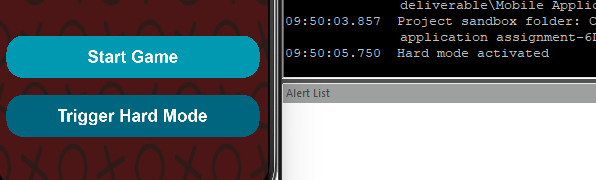 Start Game
Trigger Hard Mode
deliverable\Mobile Applic
09:50:03.857 Project sandbox folder: C
application assignment-6D
09:50:05.750 Hard mode activated
Alert List